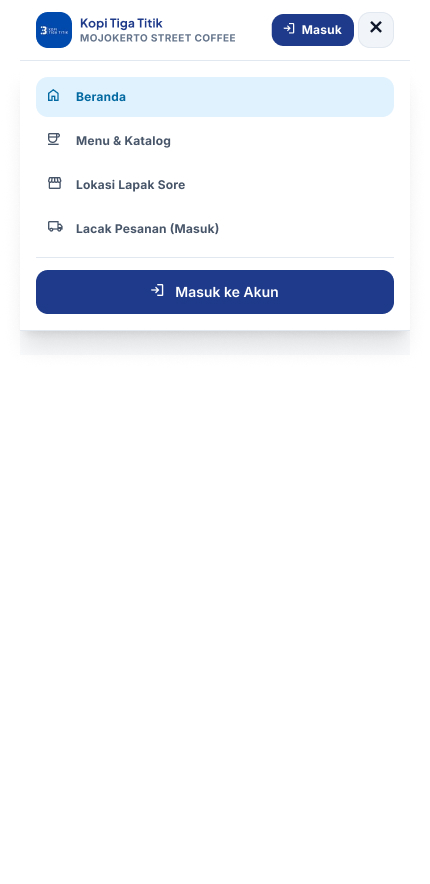 Kopi Tiga Titik
MOJOKERTO STREET COFFEE
Masuk
Beranda
Menu & Katalog
Lokasi Lapak Sore
Lacak Pesanan (Masuk)
Masuk ke Akun